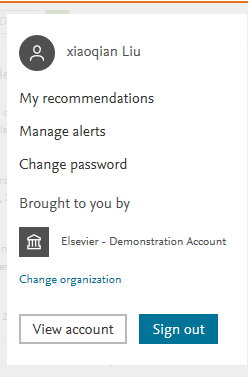 xiaoqian Liu
My recommendations
Manage alerts
Change password
Brought to you by
Elsevier - Demonstration Account
Change organization
View account
Sign out